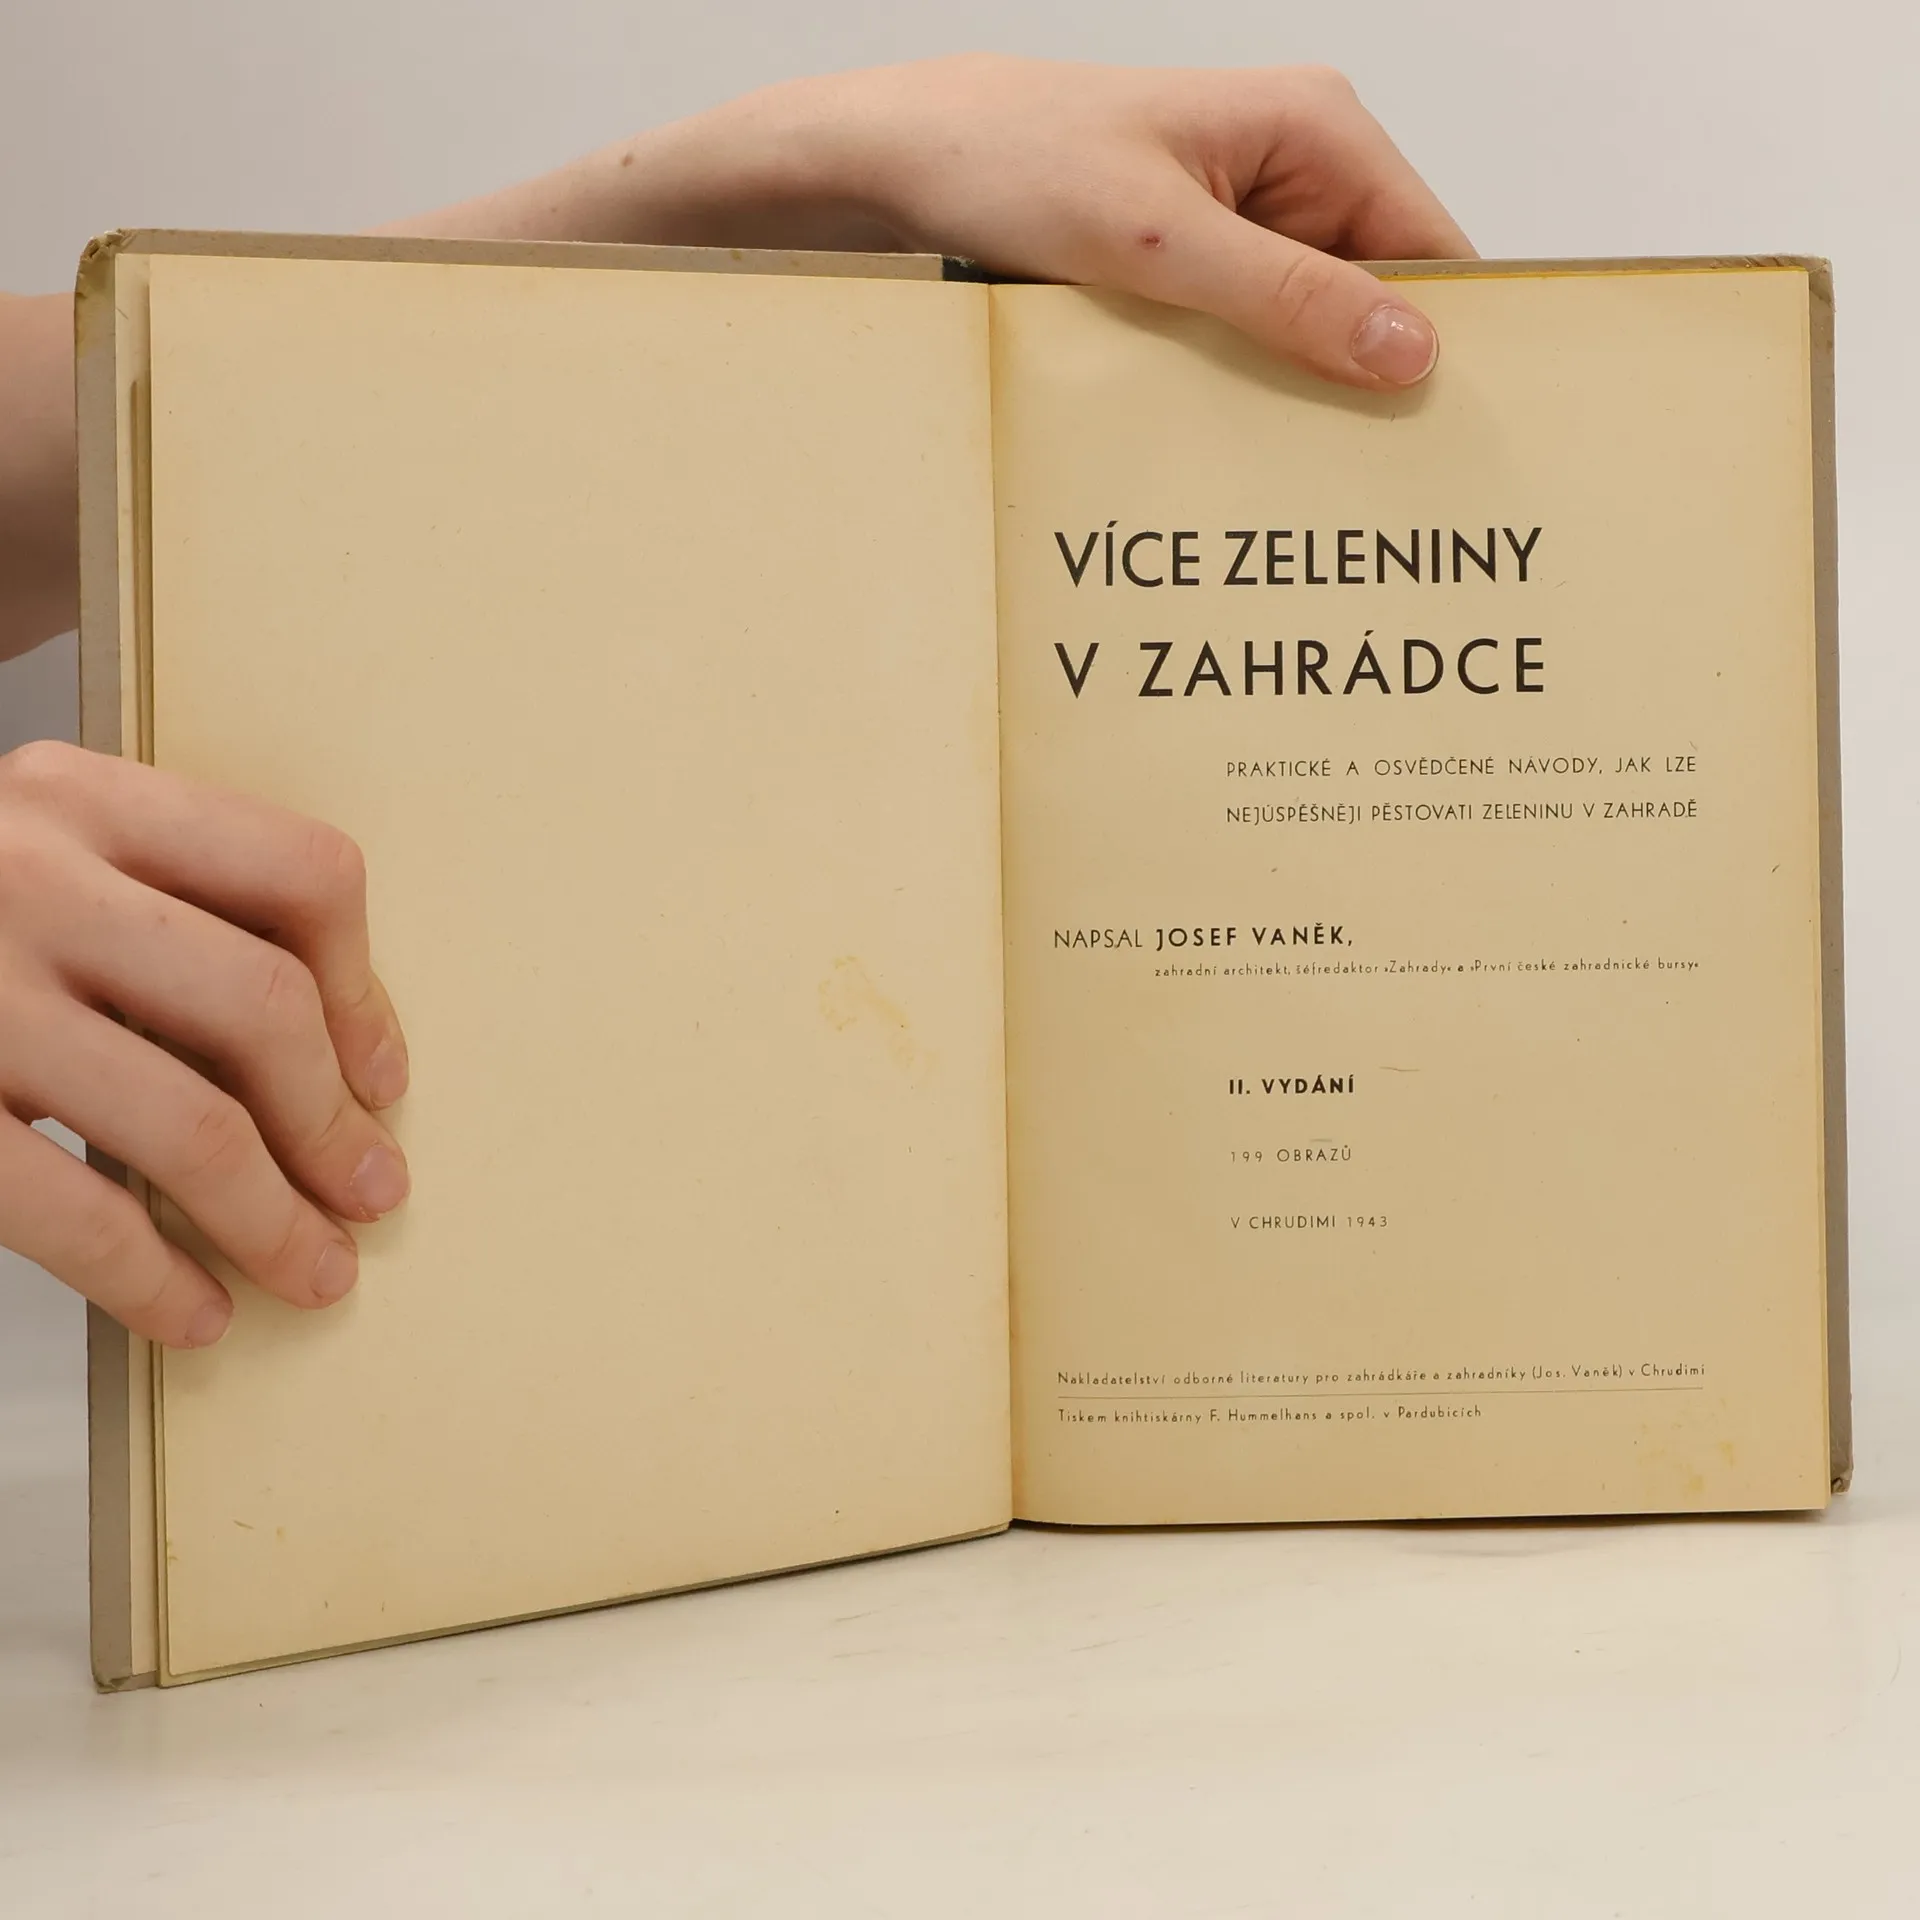 VÍCE ZELENINY
V ZAHRÁDCE
PRAKTICKÉ A OSVĚDČENÉ NÁVODY, JAK LZE
NEJÚSPĚŠNĚJI PĚSTOVATI ZELENINU V ZAHRADĚ
NAPSAL JOSEF VANĚK,
zahradní architekt, šéfredaktor »Zahrady« a »První české zahradnické bursy«
II. VYDÁNÍ
199 OBRAZŮ
V CHRUDIMI 1943
Nakladatelství odborné literatury pro zahrádkáře a zahradníky (Jos. Vaněk) v Chrudimi
Tiskem knihtiskárny F. Hummelhans a spol. v Pardubicích